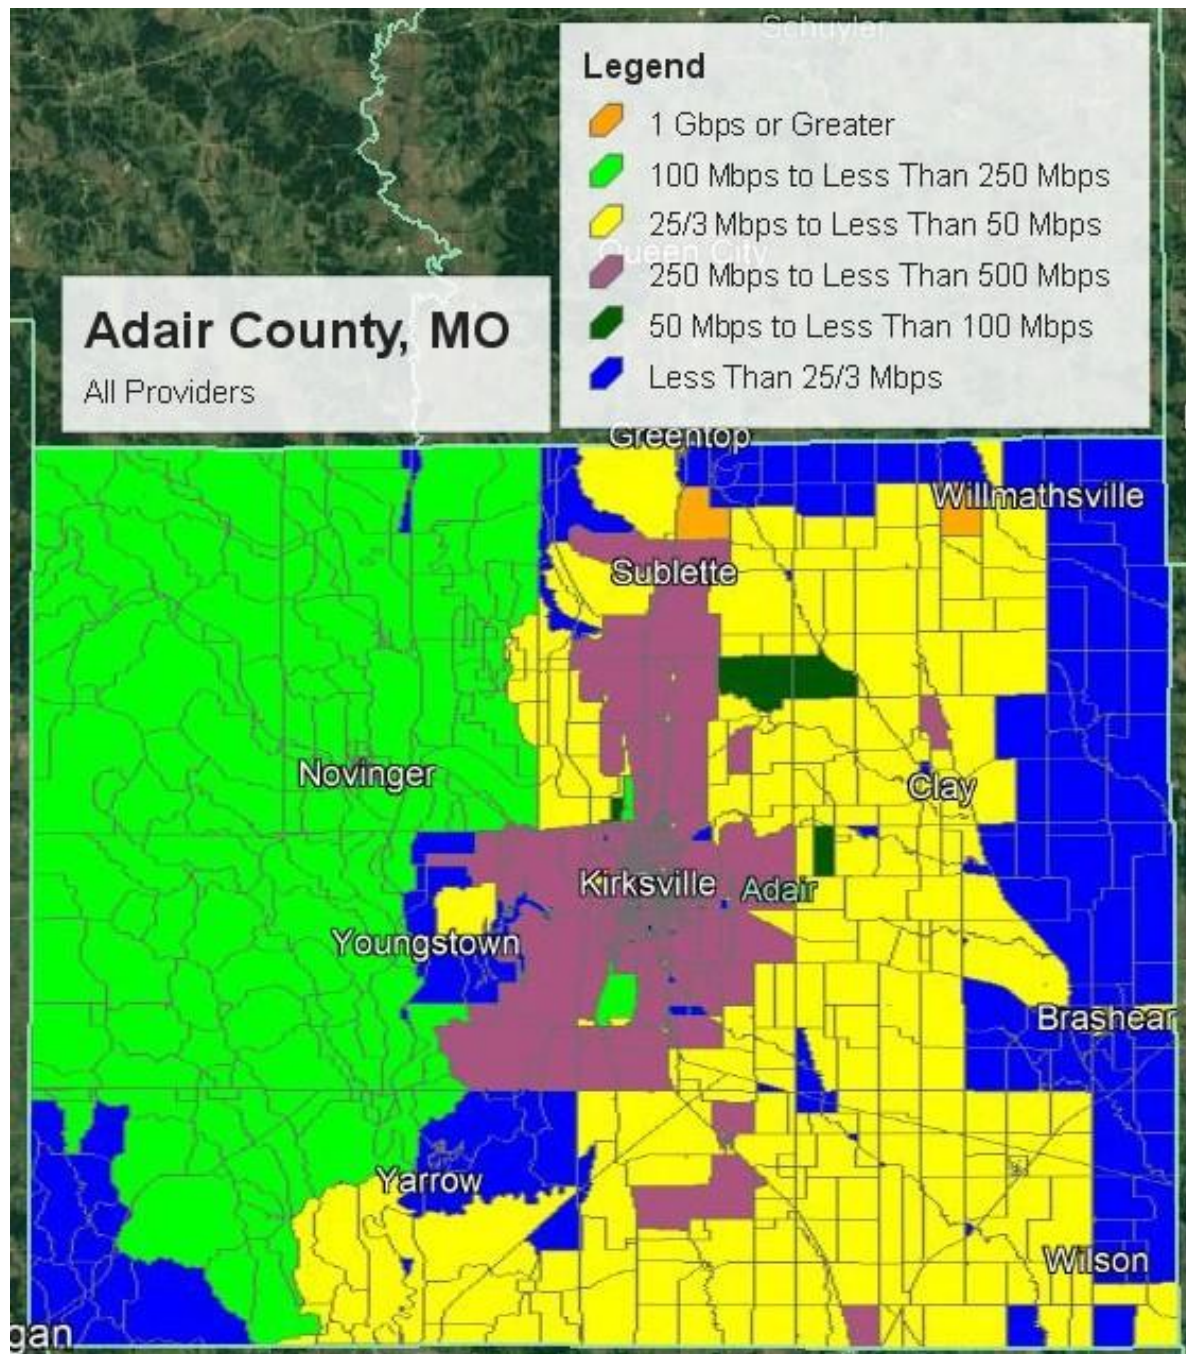 Schuyler
Legend
1 Gbps or Greater
100 Mbps to Less Than 250 Mbps
25/3 Mbps to Less Than 50 Mbps
Queen City
250 Mbps to Less Than 500 Mbps
50 Mbps to Less Than 100 Mbps
Less Than 25/3 Mbps
Adair County, MO
All Providers
Greentop
Willmathsville
Sublette
Novinger
Clay
Kirksville
Adair
Youngstown
Brashear
Yarrow
Wilson
gan